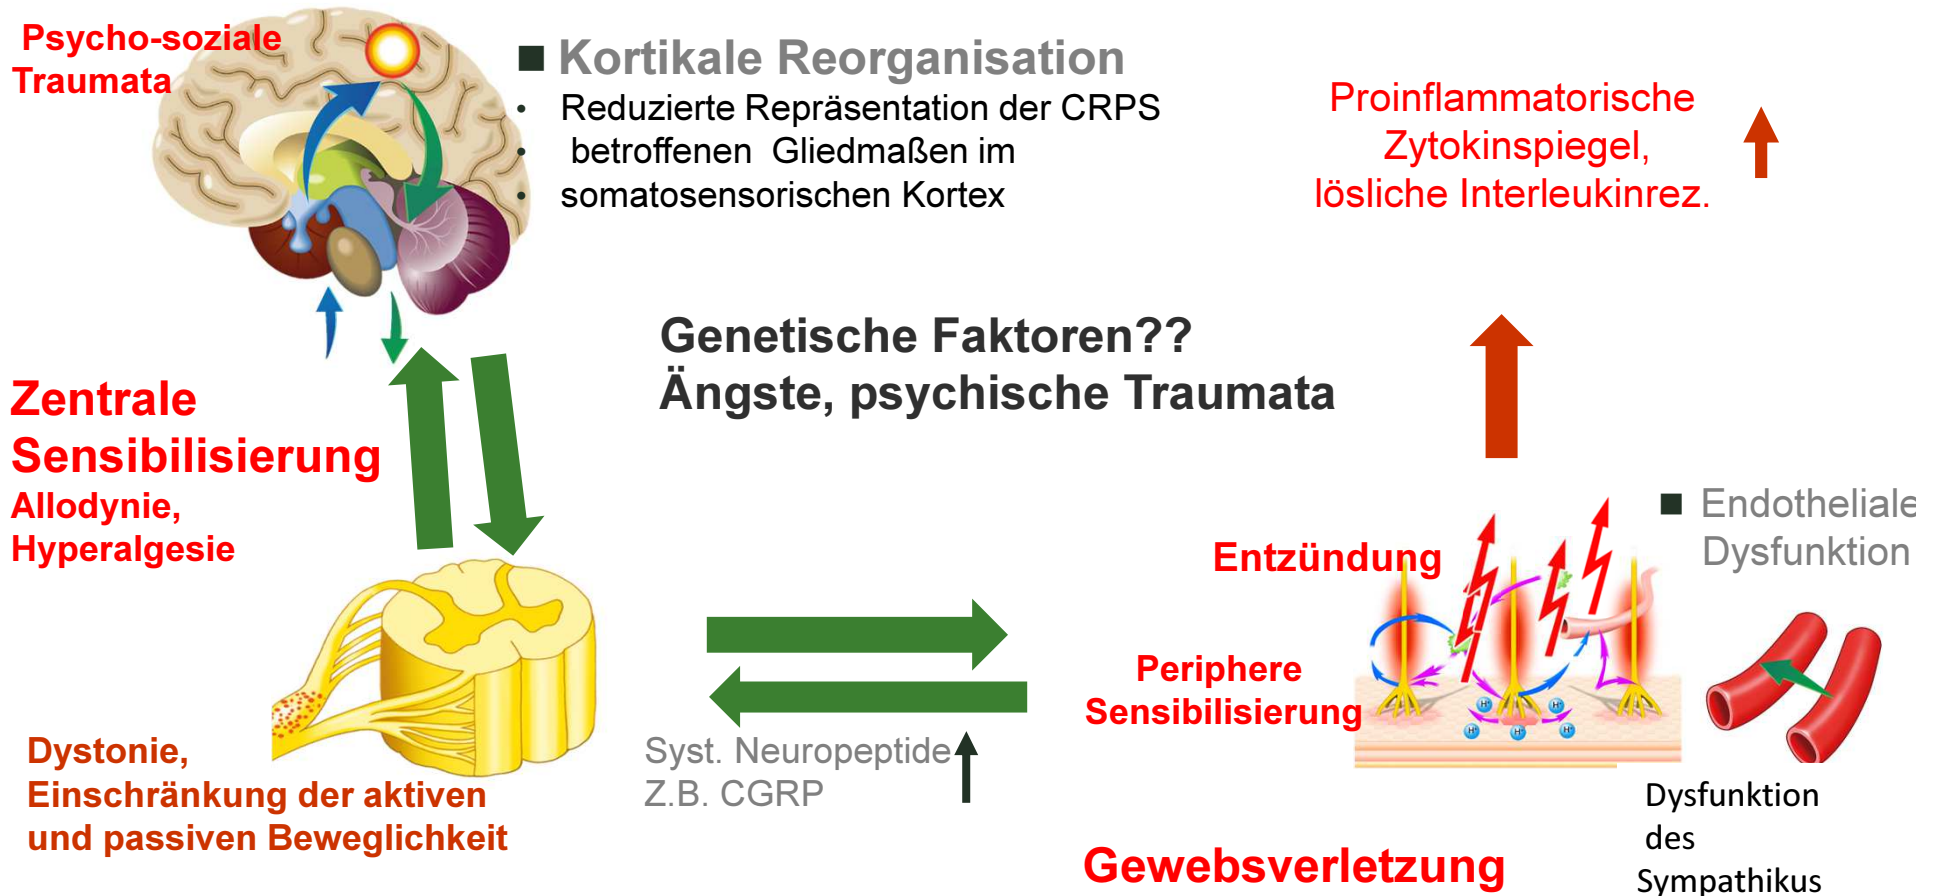 Psycho-soziale
Traumata
■ Kortikale Reorganisation
• Reduzierte Repräsentation der CRPS
• betroffenen Gliedmaßen im
• somatosensorischen Kortex
Proinflammatorische
Zytokinspiegel,
lösliche Interleukinrez.
Genetische Faktoren??
Ängste, psychische Traumata
Zentrale
Sensibilisierung
Allodynie,
Hyperalgesie
■ Endotheliale
Dysfunktion
Entzündung
Periphere
Sensibilisierung
H⁺
H⁺
H⁺
H⁺
H⁺
Syst. Neuropeptide
Z.B. CGRP
Dystonie,
Einschränkung der aktiven
und passiven Beweglichkeit
Dysfunktion
des
Sympathikus
Gewebsverletzung